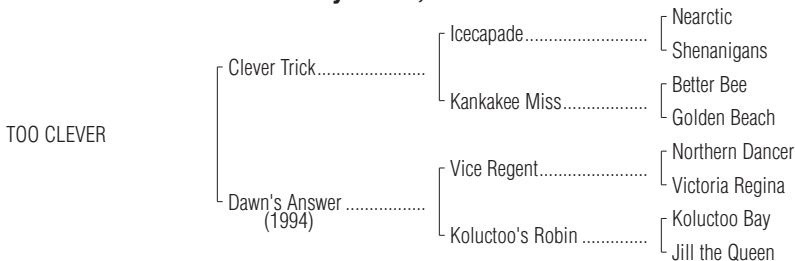 Nearctic
Icecapade........................
Shenanigans
Clever Trick.......................
Better Bee
Kankakee Miss.................
Golden Beach
TOO CLEVER
Northern Dancer
Vice Regent.....................
Victoria Regina
Dawn's Answer .................
(1994)
Koluctoo Bay
Koluctoo's Robin .............
Jill the Queen